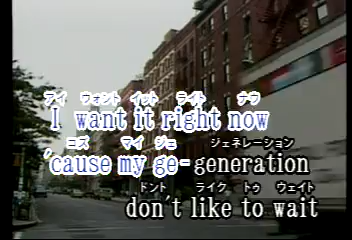 アイ ウォント イット ライト ナウ
I want it right now
コズ マイ ジェ ジェネレーション
'cause my ge-generation
ドント ライク トゥ ウェイト
don't like to wait